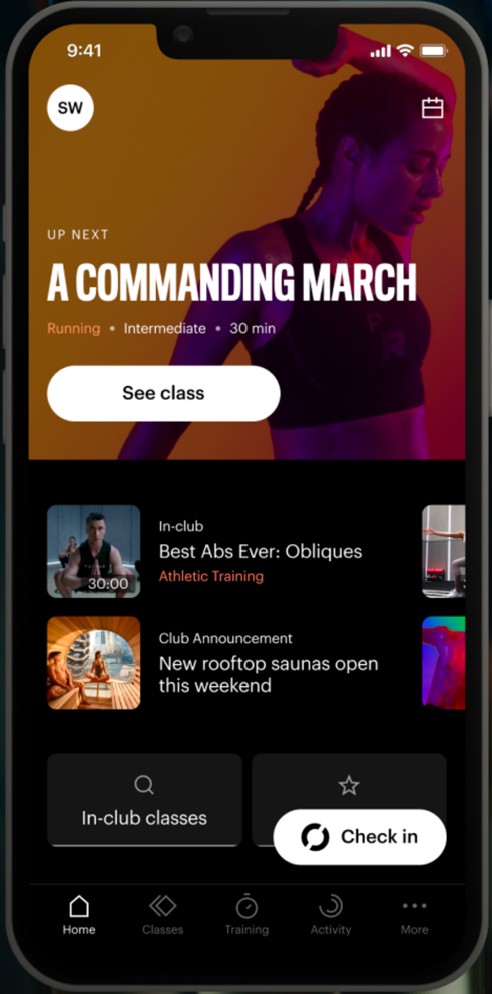 9:41
SW
UP NEXT
A COMMANDING MARCH
Running • Intermediate • 30 min
See class
In-club
Best Abs Ever: Obliques
Athletic Training
30:00
Club Announcement
New rooftop saunas open
this weekend
In-club classes
Check in
Home
Classes
Training
Activity
More